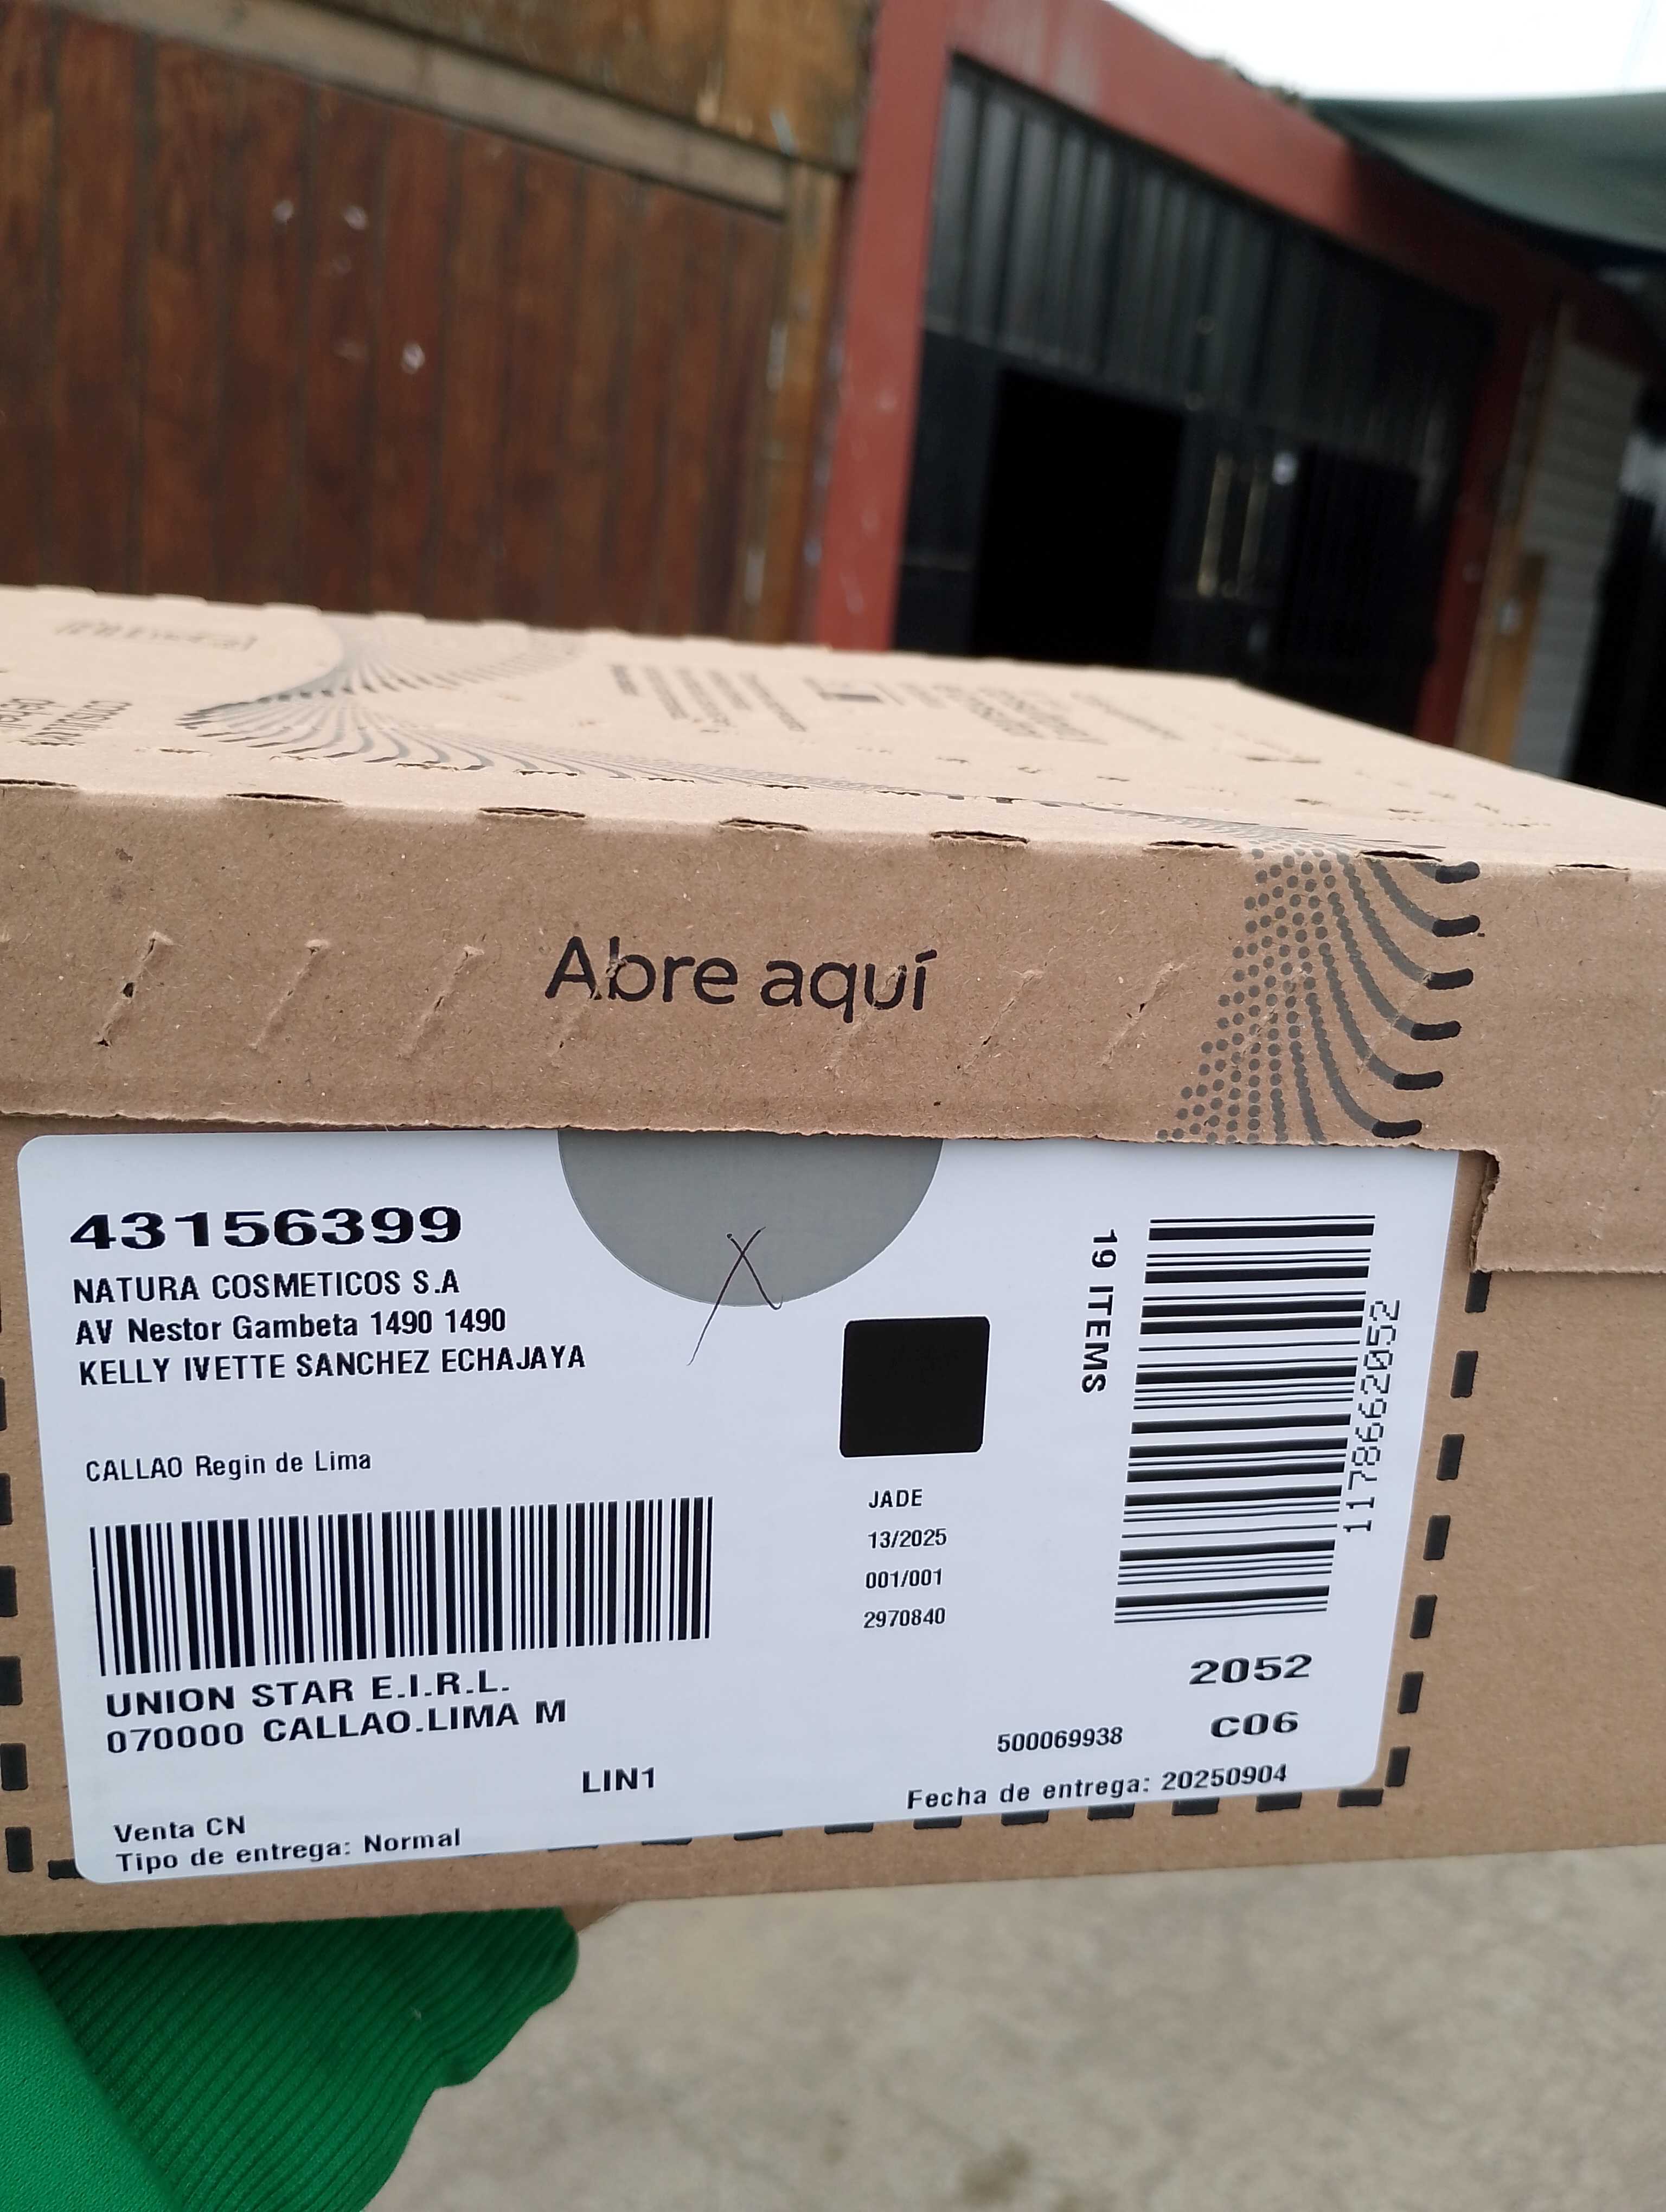 Abre aquí
43156399
NATURA COSMETICOS S.A
AV Nestor Gambeta 1490 1490
KELLY IVETTE SANCHEZ ECHAJAYA
CALLAO Regin de Lima
19 ITEMS
1178662052
JADE
13/2025
001/001
2970840
UNION STAR E.I.R.L.
070000 CALLAO.LIMA M
2052
C06
500069938
LIN1
Fecha de entrega: 20250904
Venta CN
Tipo de entrega: Normal